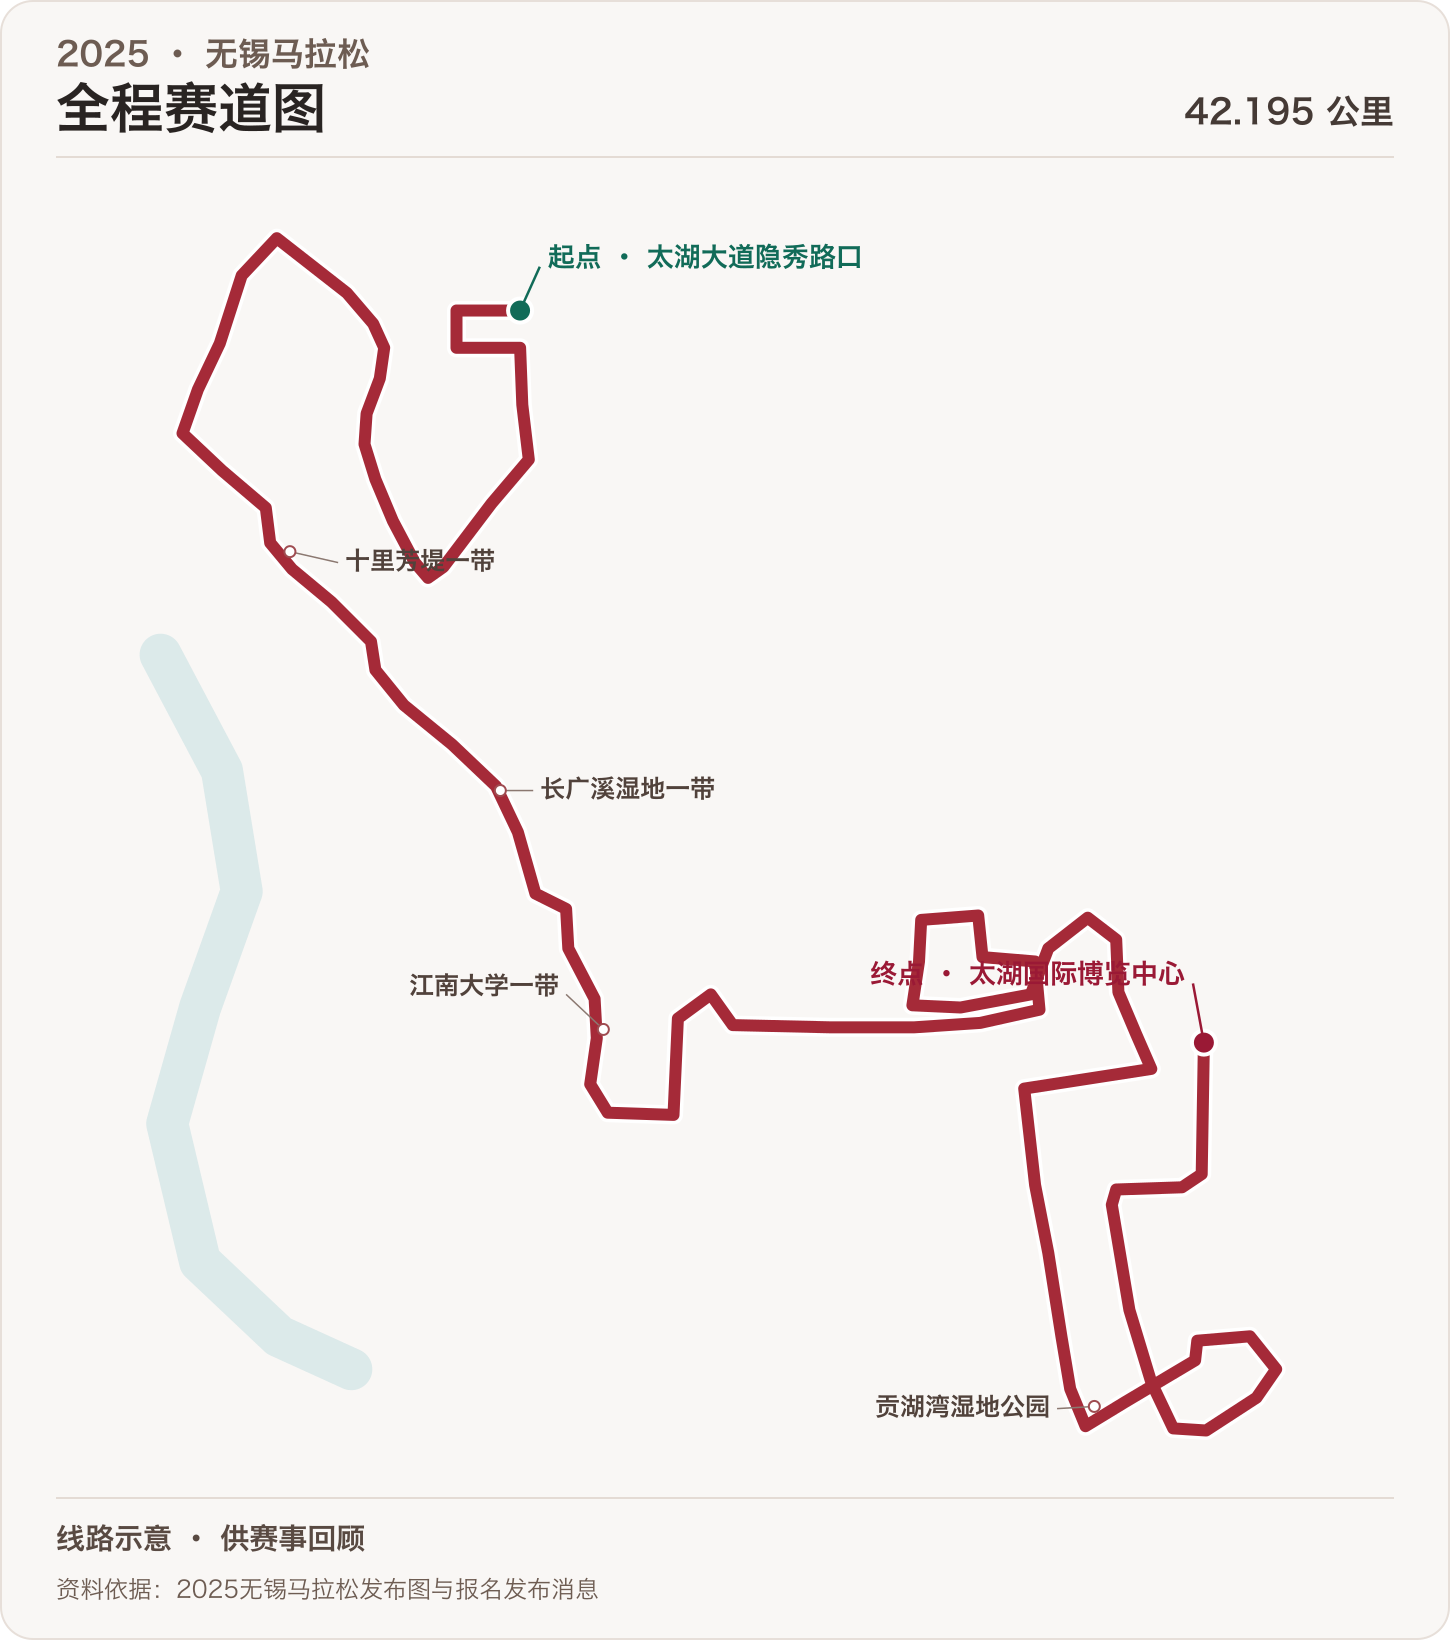 2025 · 无锡马拉松
全程赛道图
42.195 公里
起点 · 太湖大道隐秀路口
十里芳堤一带
长广溪湿地一带
江南大学一带
终点 · 太湖国际博览中心
贡湖湾湿地公园
线路示意 · 供赛事回顾
资料依据：2025无锡马拉松发布图与报名发布消息